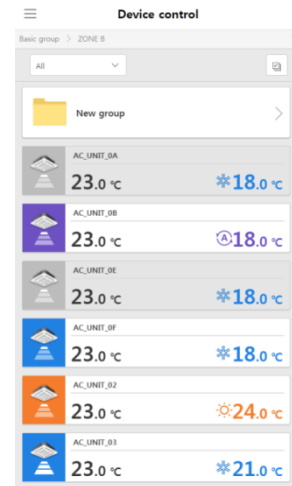 Device control
Basic group > ZONE B
All
New group
AC_UNIT_0A
23.0 ℃ 18.0 ℃
AC_UNIT_0B
23.0 ℃ A 18.0 ℃
AC_UNIT_0E
23.0 ℃ 18.0 ℃
AC_UNIT_0F
23.0 ℃ 18.0 ℃
AC_UNIT_02
23.0 ℃ 24.0 ℃
AC_UNIT_03
23.0 ℃ 21.0 ℃